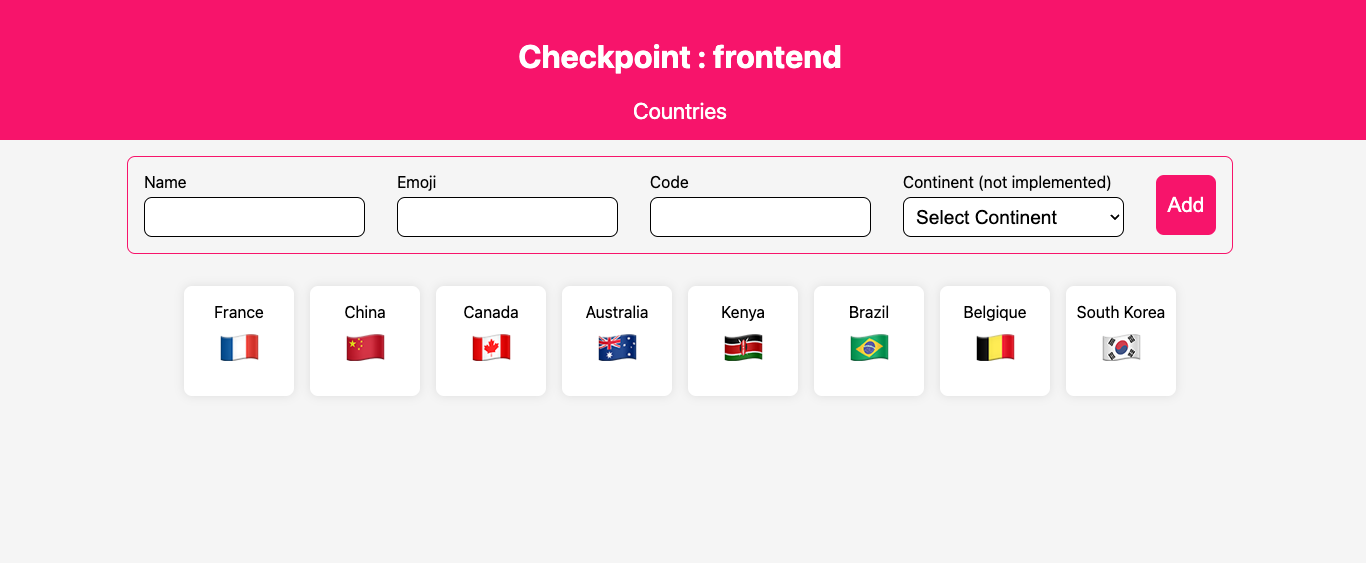 Checkpoint : frontend
Countries
Name Emoji Code Continent (not implemented)
Select Continent Add
France China Canada Australia Kenya Brazil Belgique South Korea